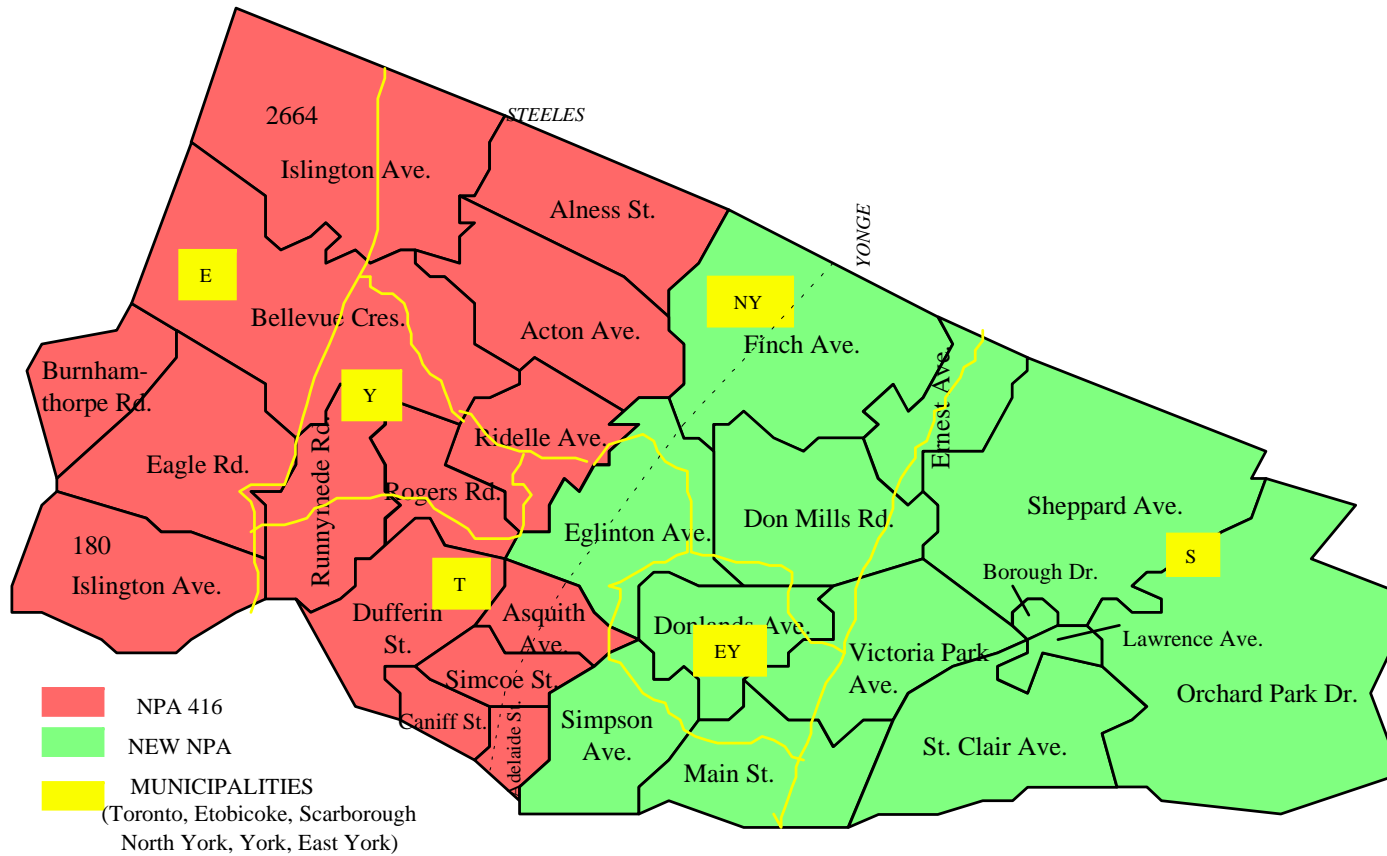 2664
STEELES
Islington Ave.
Alness St.
YONGE
E
NY
Bellevue Cres.
Acton Ave.
Finch Ave.
Ernest Ave.
Burnham-
thorpe Rd.
Y
Ridelle Ave.
Eagle Rd.
Runnymede Rd.
Rogers Rd.
Eglinton Ave.
Don Mills Rd.
Sheppard Ave.
180
Islington Ave.
T
S
Borough Dr.
Dufferin
St.
Asquith
Ave.
Donlands Ave.
EY
Lawrence Ave.
Victoria Park
Ave.
Simcoe St.
Orchard Park Dr.
Caniff St.
delaide St.
Simpson
Ave.
St. Clair Ave.
Main St.
NPA 416
NEW NPA
MUNICIPALITIES
(Toronto, Etobicoke, Scarborough
North York, York, East York)